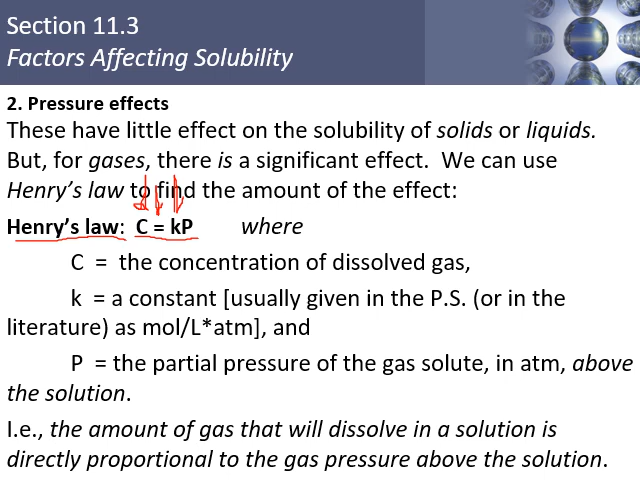 Section 11.3
Factors Affecting Solubility
2. Pressure effects
These have little effect on the solubility of solids or liquids.
But, for gases, there is a significant effect. We can use
Henry's law to find the amount of the effect:
Henry's law: C = kP where
C = the concentration of dissolved gas,
k = a constant [usually given in the P.S. (or in the
literature) as mol/L*atm], and
P = the partial pressure of the gas solute, in atm, above
the solution.
I.e., the amount of gas that will dissolve in a solution is
directly proportional to the gas pressure above the solution.